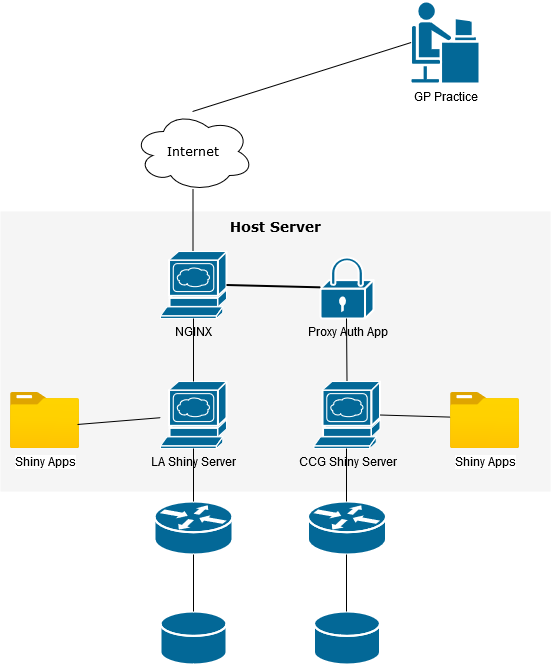 GP Practice
Internet
Host Server
NGINX
Proxy Auth App
Shiny Apps
LA Shiny Server
CCG Shiny Server
Shiny Apps